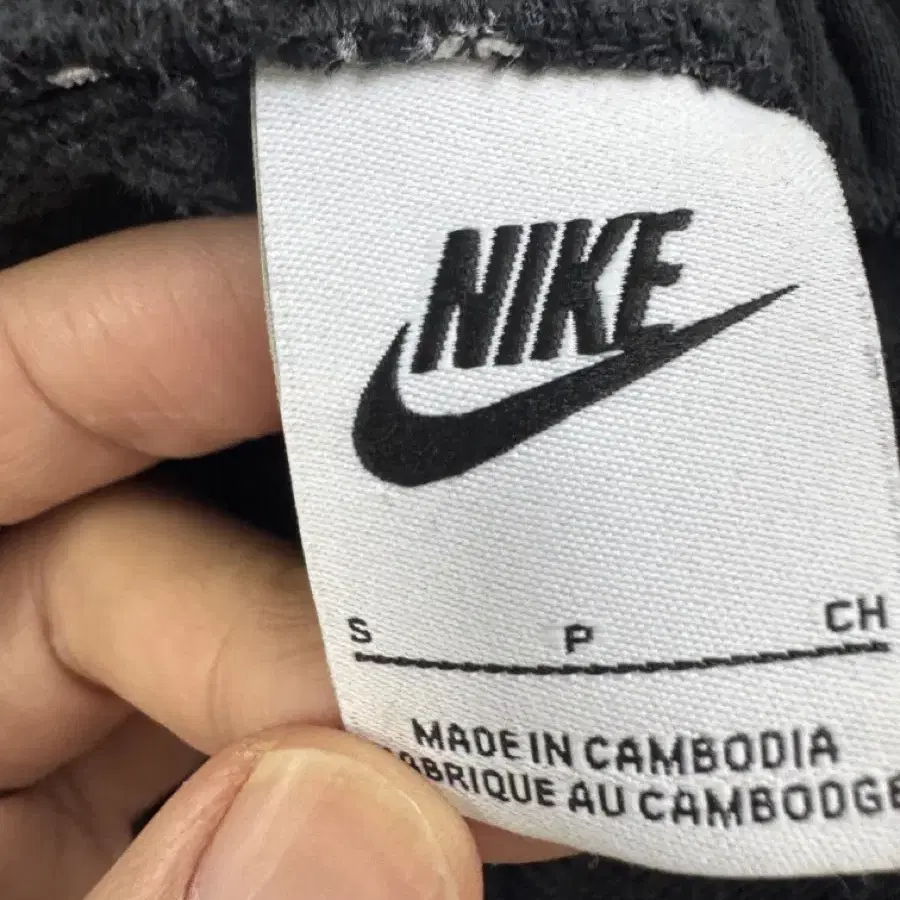 NIKE
S P CH
MADE IN CAMBODIA
FABRIQUE AU CAMBODGE